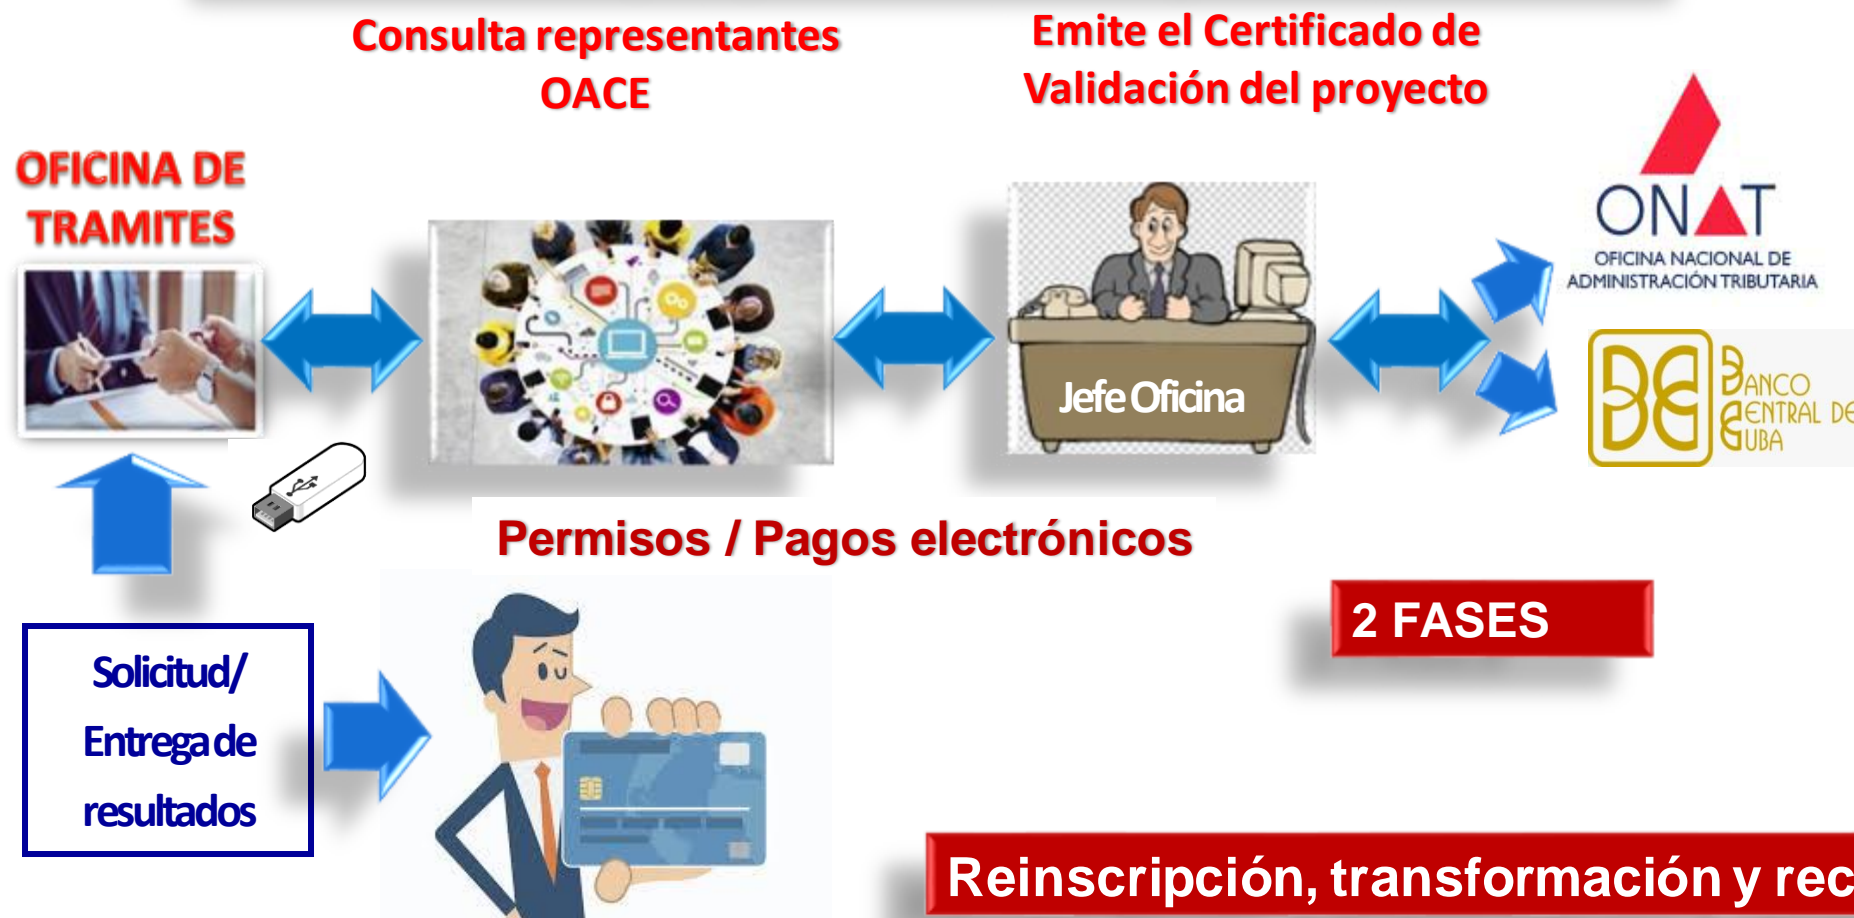 Consulta representantes
OACE
Emite el Certificado de
Validación del proyecto
OFICINA DE
TRAMITES
ONAT
OFICINA NACIONAL DE
ADMINISTRACIÓN TRIBUTARIA
Jefe Oficina
BANCO
CENTRAL DE
CUBA
Permisos / Pagos electrónicos
2 FASES
Solicitud/
Entrega de
resultados
Reinscripción, transformación y rec